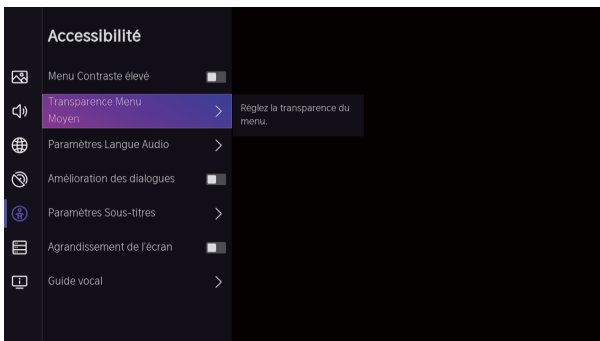 Accessibilité
Menu Contraste élevé
Transparence Menu
Moyen
Réglez la transparence du
menu.
Paramètres Langue Audio
Amélioration des dialogues
Paramètres Sous-titres
Agrandissement de l'écran
Guide vocal